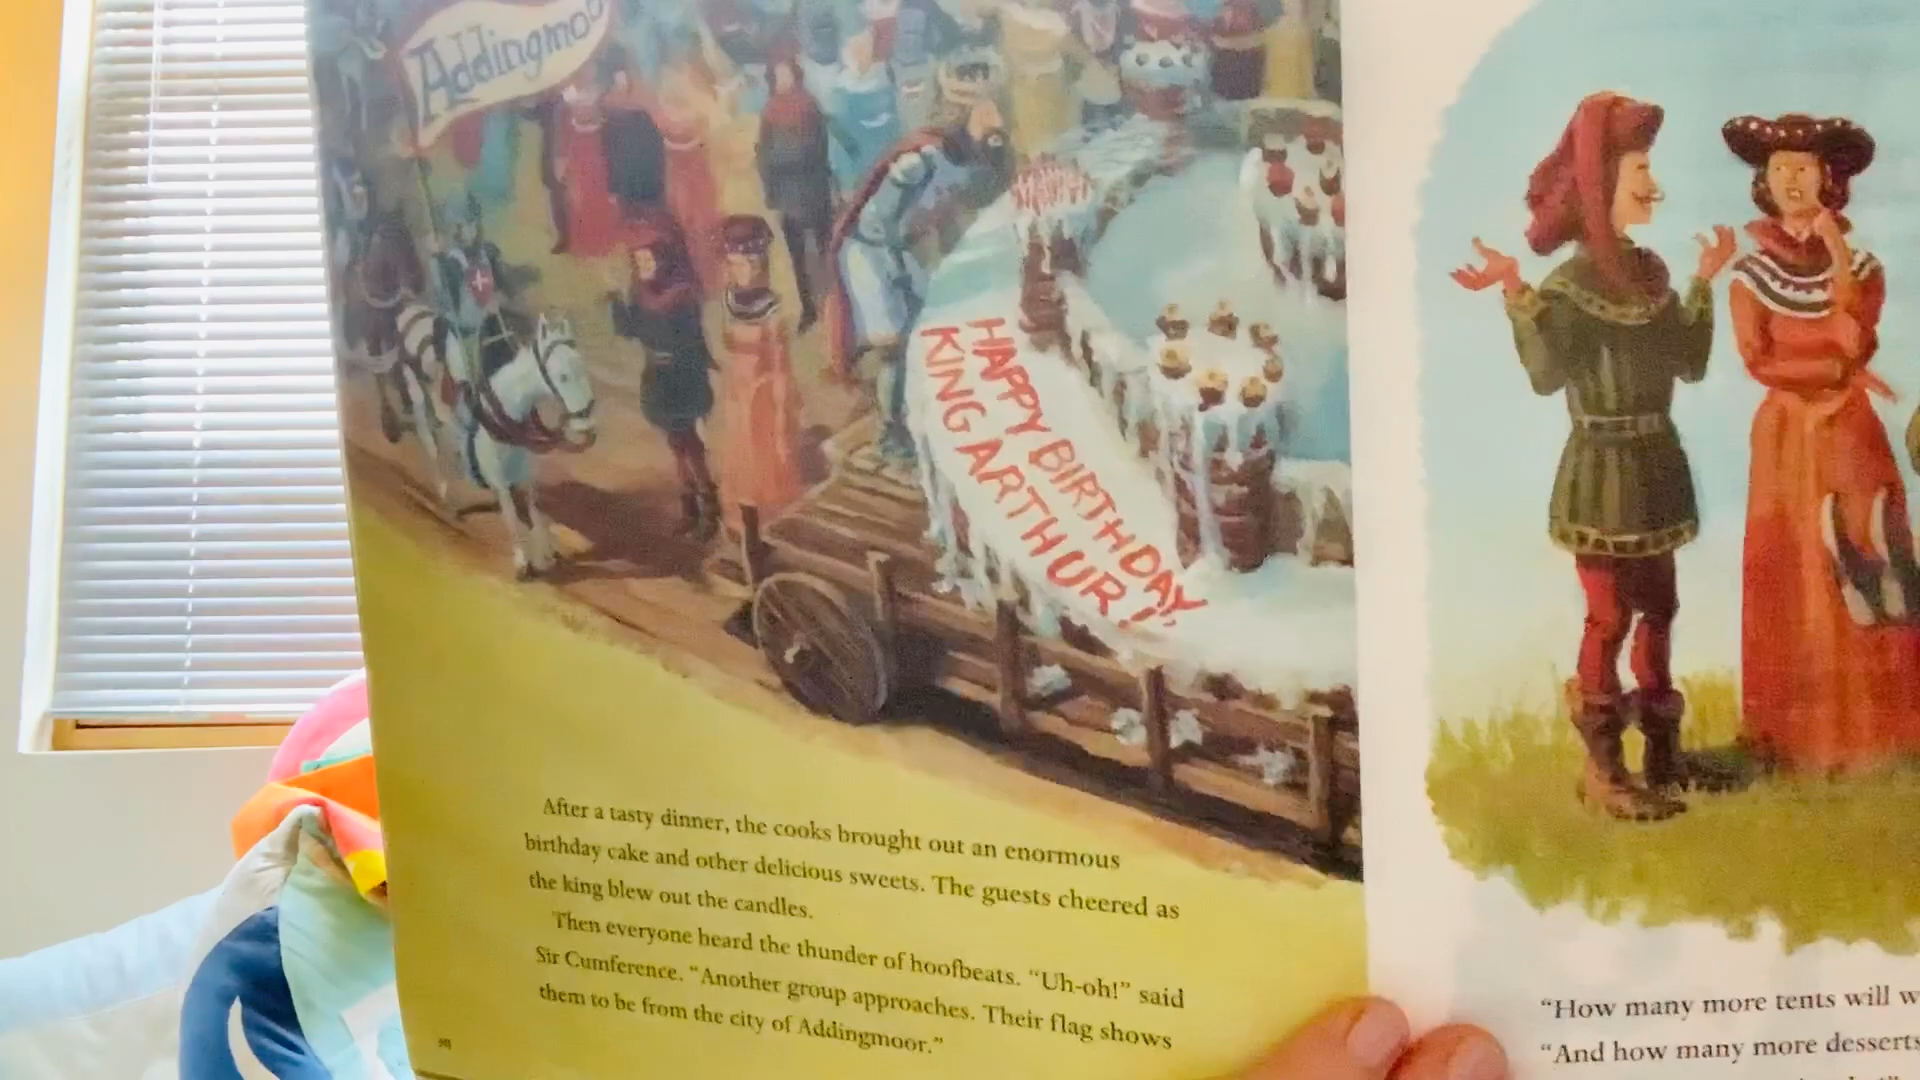 Addingmoo
HAPPY BIRTHDAY,
KING ARTHUR!
After a tasty dinner, the cooks brought out an enormous
birthday cake and other delicious sweets. The guests cheered as
the king blew out the candles.
Then everyone heard the thunder of hoofbeats. “Uh-oh!” said
Sir Cumference. “Another group approaches. Their flag shows
them to be from the city of Addingmoor.”
“How many more tents will w
“And how many more desserts